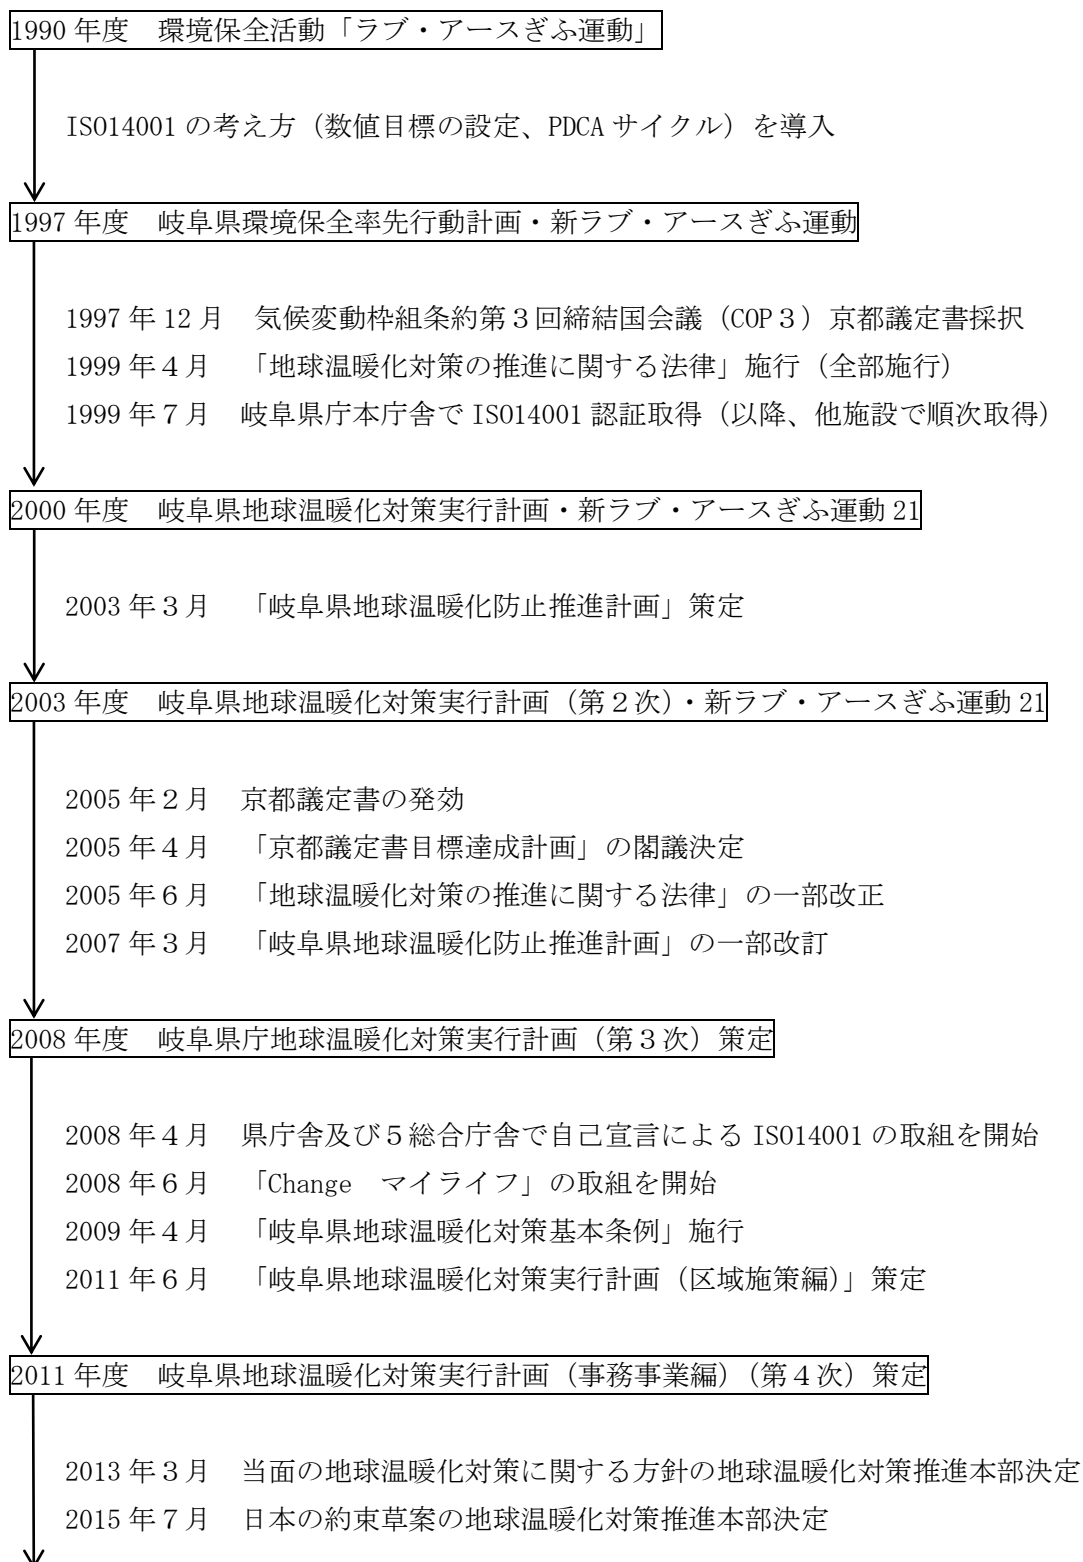 1990 年度　環境保全活動「ラブ・アースぎふ運動」
ISO14001 の考え方（数値目標の設定、PDCA サイクル）を導入
1997 年度　岐阜県環境保全率先行動計画・新ラブ・アースぎふ運動
1997 年 12 月　気候変動枠組条約第３回締結国会議（COP３）京都議定書採択
1999 年４月　「地球温暖化対策の推進に関する法律」施行（全部施行）
1999 年７月　岐阜県庁本庁舎で ISO14001 認証取得（以降、他施設で順次取得）
2000 年度　岐阜県地球温暖化対策実行計画・新ラブ・アースぎふ運動 21
2003 年３月　「岐阜県地球温暖化防止推進計画」策定
2003 年度　岐阜県地球温暖化対策実行計画（第２次）・新ラブ・アースぎふ運動 21
2005 年２月　京都議定書の発効
2005 年４月　「京都議定書目標達成計画」の閣議決定
2005 年６月　「地球温暖化対策の推進に関する法律」の一部改正
2007 年３月　「岐阜県地球温暖化防止推進計画」の一部改訂
2008 年度　岐阜県庁地球温暖化対策実行計画（第３次）策定
2008 年４月　県庁舎及び５総合庁舎で自己宣言による ISO14001 の取組を開始
2008 年６月　「Change　マイライフ」の取組を開始
2009 年４月　「岐阜県地球温暖化対策基本条例」施行
2011 年６月　「岐阜県地球温暖化対策実行計画（区域施策編）」策定
2011 年度　岐阜県地球温暖化対策実行計画（事務事業編）（第４次）策定
2013 年３月　当面の地球温暖化対策に関する方針の地球温暖化対策推進本部決定
2015 年７月　日本の約束草案の地球温暖化対策推進本部決定